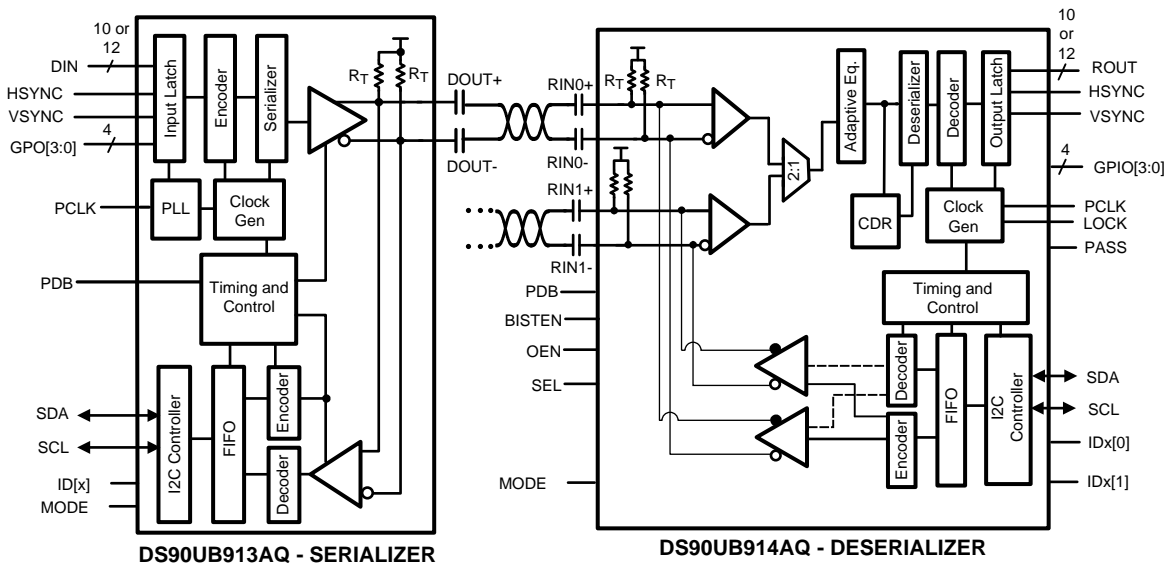 10 or
12
DIN
HSYNC
VSYNC
4
GPO[3:0]
PCLK
PDB
SDA
SCL
ID[x]
MODE
Input Latch
Encoder
Serializer
PLL
Clock
Gen
Timing and
Control
I2C Controller
FIFO
Encoder
Decoder
RT
RT
DOUT+
DOUT-
DS90UB913AQ - SERIALIZER
RIN0+
RIN0-
RIN1+
RIN1-
RT
RT
2:1
Adaptive Eq.
Deserializer
Decoder
Output Latch
CDR
Clock
Gen
Timing and
Control
Decoder
Encoder
FIFO
I2C
Controller
PDB
BISTEN
OEN
SEL
MODE
10
or
12
ROUT
HSYNC
VSYNC
4
GPIO[3:0]
PCLK
LOCK
PASS
SDA
SCL
IDx[0]
IDx[1]
DS90UB914AQ - DESERIALIZER